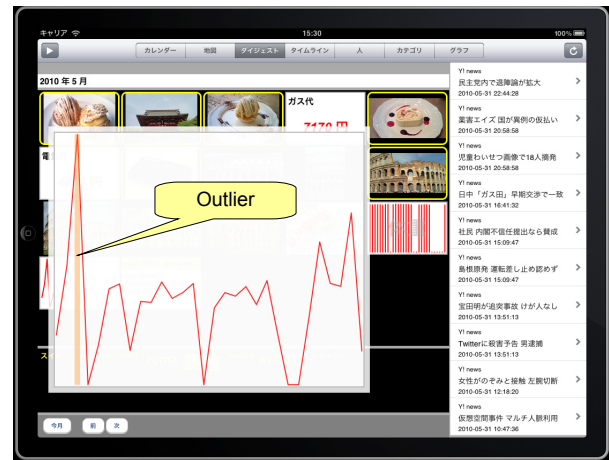 キャリア
15:30
100%
カレンダー
地図
ダイジェスト
タイムライン
人
カテゴリ
グラフ
2010 年 5 月
ガス代
7170 円
電
Outlier
ス
今月
前
次
Y! news
民主党内で退陣論が拡大
2010-05-31 22:44:28
Y! news
薬害エイズ 国が異例の仮払い
2010-05-31 20:58:58
Y! news
児童わいせつ画像で18人摘発
2010-05-31 20:58:58
Y! news
日中「ガス田」早期交渉で一致
2010-05-31 16:41:32
Y! news
社民 内閣不信任提出なら賛成
2010-05-31 15:09:47
Y! news
島根原発 運転差し止め認めず
2010-05-31 15:09:47
Y! news
宝田明が追突事故 けが人なし
2010-05-31 13:51:13
Y! news
Twitterに殺害予告 男逮捕
2010-05-31 13:51:13
Y! news
女性がのぞみと接触 左腕切断
2010-05-31 12:18:20
Y! news
仮想空間事件 マルチ人脈利用
2010-05-31 10:47:36